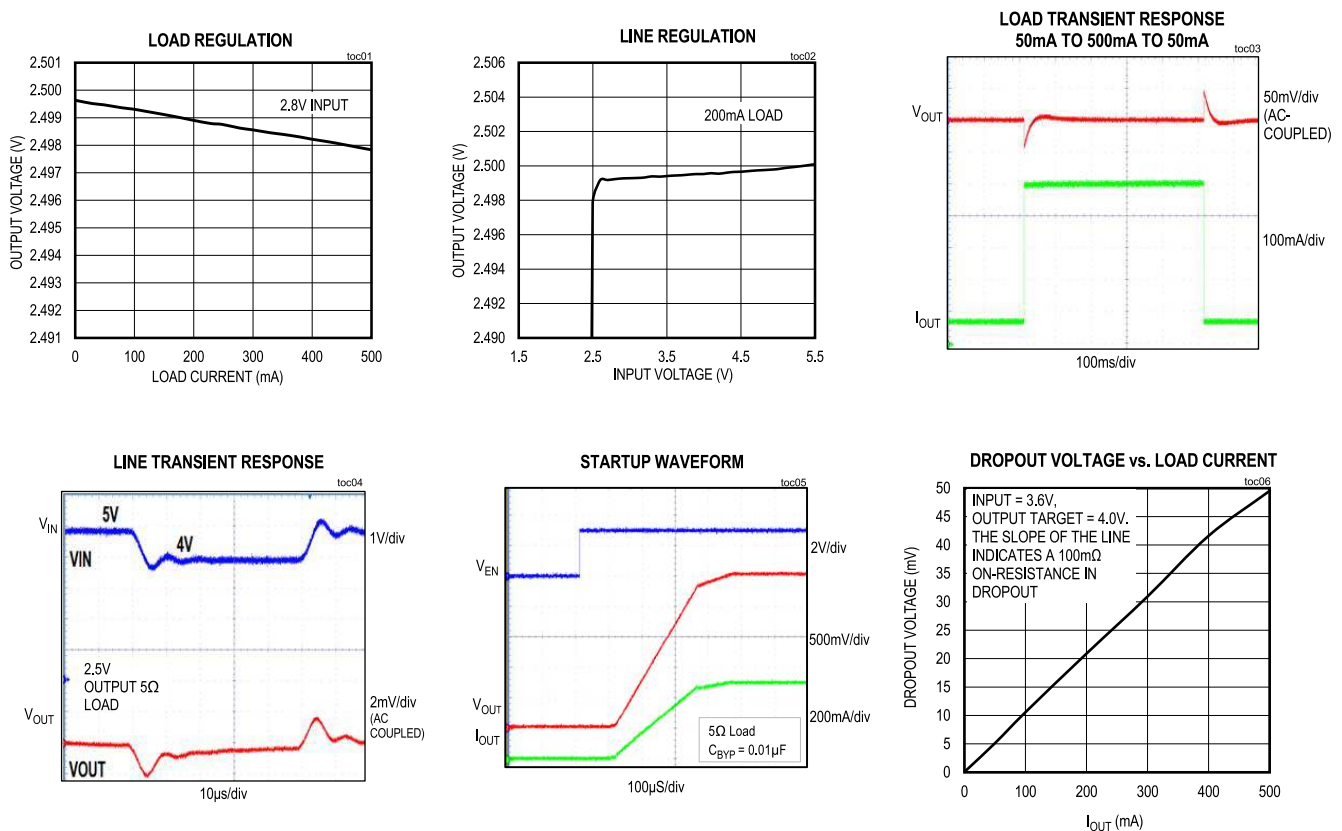 LOAD REGULATION
toc01
2.501
2.500
2.499
2.498
2.497
2.496
2.495
2.494
2.493
2.492
2.491
OUTPUT VOLTAGE (V)
2.8V INPUT
0 100 200 300 400 500
LOAD CURRENT (mA)
LINE REGULATION
toc02
2.506
2.504
2.502
2.500
2.498
2.496
2.494
2.492
2.490
OUTPUT VOLTAGE (V)
200mA LOAD
1.5 2.5 3.5 4.5 5.5
INPUT VOLTAGE (V)
LOAD TRANSIENT RESPONSE
50mA TO 500mA TO 50mA
toc03
VOUT
50mV/div
(AC-
COUPLED)
100mA/div
IOUT
100ms/div
LINE TRANSIENT RESPONSE
toc04
VIN
5V
4V
VIN
1V/div
2.5V
OUTPUT 5Ω
LOAD
VOUT
2mV/div
(AC
COUPLED)
VOUT
10µs/div
STARTUP WAVEFORM
toc05
2V/div
VEN
500mV/div
VOUT
IOUT
200mA/div
5Ω Load
CBYP = 0.01µF
100µS/div
DROPOUT VOLTAGE vs. LOAD CURRENT
toc06
50
45
40
35
30
25
20
15
10
5
0
DROPOUT VOLTAGE (mV)
INPUT = 3.6V,
OUTPUT TARGET = 4.0V.
THE SLOPE OF THE LINE
INDICATES A 100mΩ
ON-RESISTANCE IN
DROPOUT
0 100 200 300 400 500
IOUT (mA)